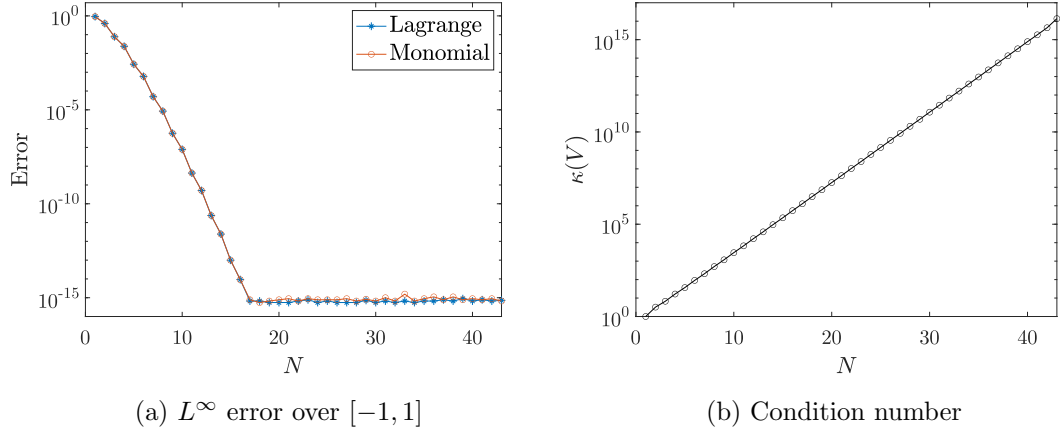 Lagrange
Monomial
Error
10^0
10^{-5}
10^{-10}
10^{-15}
0 10 20 30 40
N
(a) L^∞ error over [−1, 1]
κ(V)
10^{15}
10^{10}
10^5
10^0
0 10 20 30 40
N
(b) Condition number